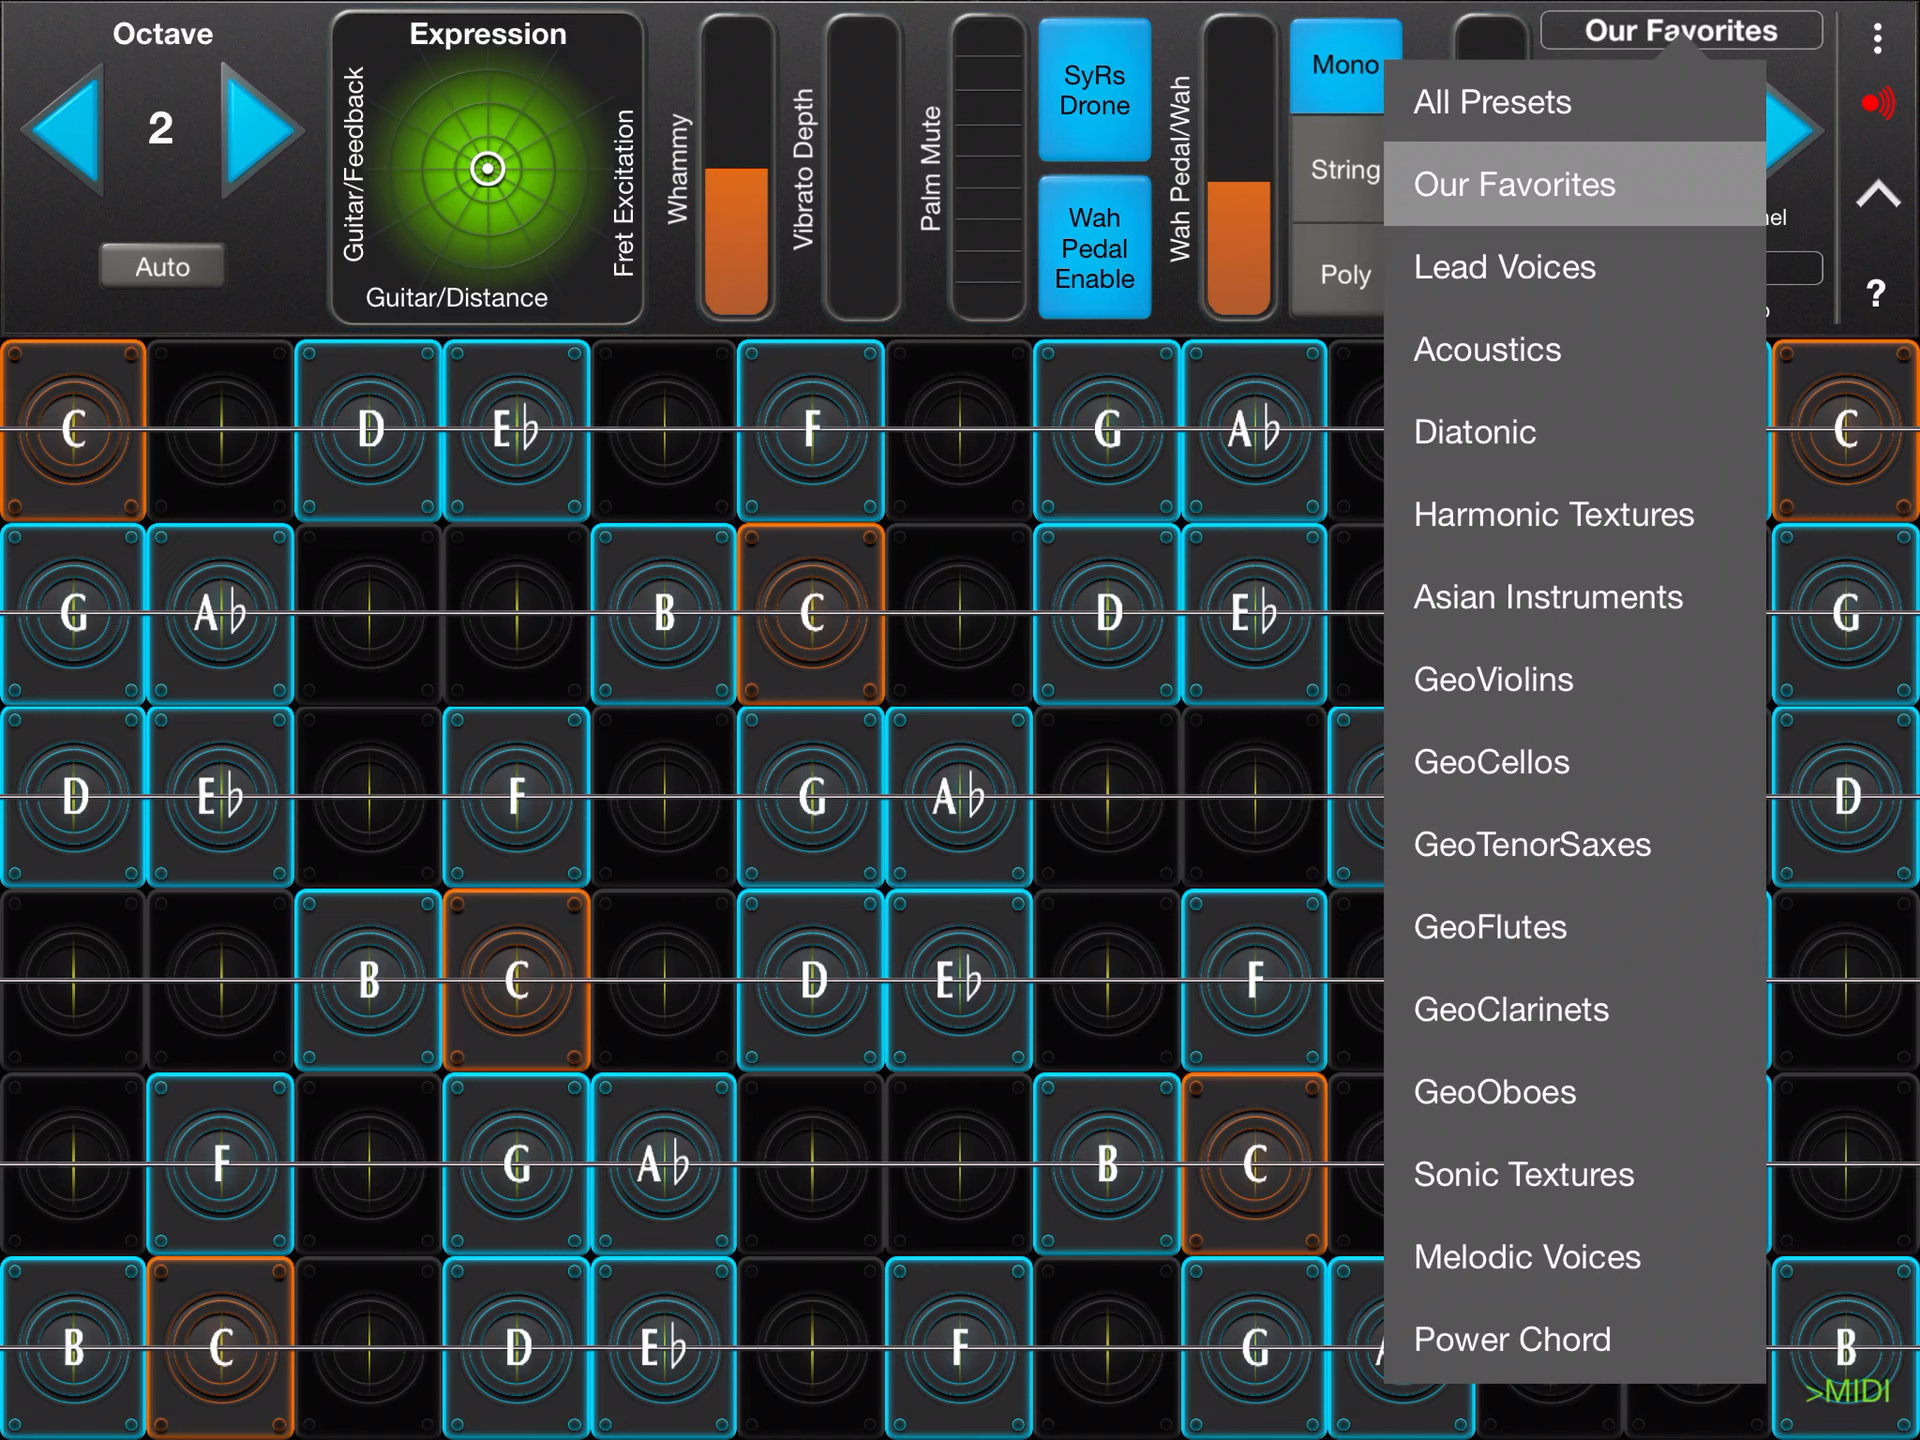 Octave
2
Auto
Expression
Guitar/Feedback
Fret Excitation
Guitar/Distance
Whammy
Vibrato Depth
Palm Mute
SyRs
Drone
Wah
Pedal
Enable
Wah Pedal/Wah
Mono
String
Poly
Our Favorites
?
All Presets
Our Favorites
Lead Voices
Acoustics
Diatonic
Harmonic Textures
Asian Instruments
GeoViolins
GeoCellos
GeoTenorSaxes
GeoFlutes
GeoClarinets
GeoOboes
Sonic Textures
Melodic Voices
Power Chord
C D E♭ F G A♭ C
G A♭ B C D E♭ G
D E♭ F G A♭ D
B C D E♭ F
F G A♭ B C
B C D E♭ F G B
>MIDI